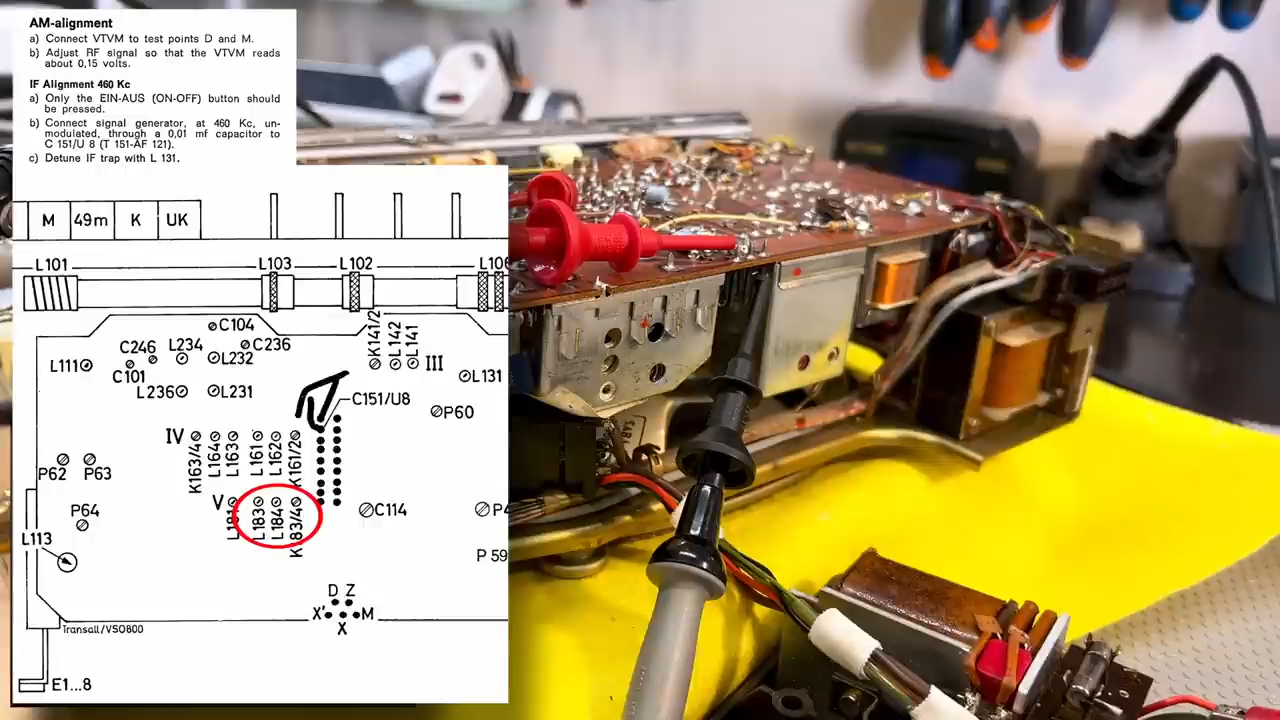 AM-alignment
a) Connect VTVM to test points D and M.
b) Adjust RF signal so that the VTVM reads
about 0,15 volts.
IF Alignment 460 Kc
a) Only the EIN-AUS (ON-OFF) button should
be pressed.
b) Connect signal generator, at 460 Kc, un-
modulated, through a 0,01 mf capacitor to
C 151/U 8 (T 151-AF 121).
c) Detune IF trap with L 131.
M 49m K UK
L101 L103 L102
C104
C236
C246 L234 L232
L111
C101
L236 L231
K141/2 L142 L141 III
L131
C151/U8
P60
IV K163/4 L164 L163 L161 L162 K161/2
P62 P63
V L183 L184
C114
P64
L113
P 59
D Z
X' M
X
Transall/VS0800
E1...8
SABA